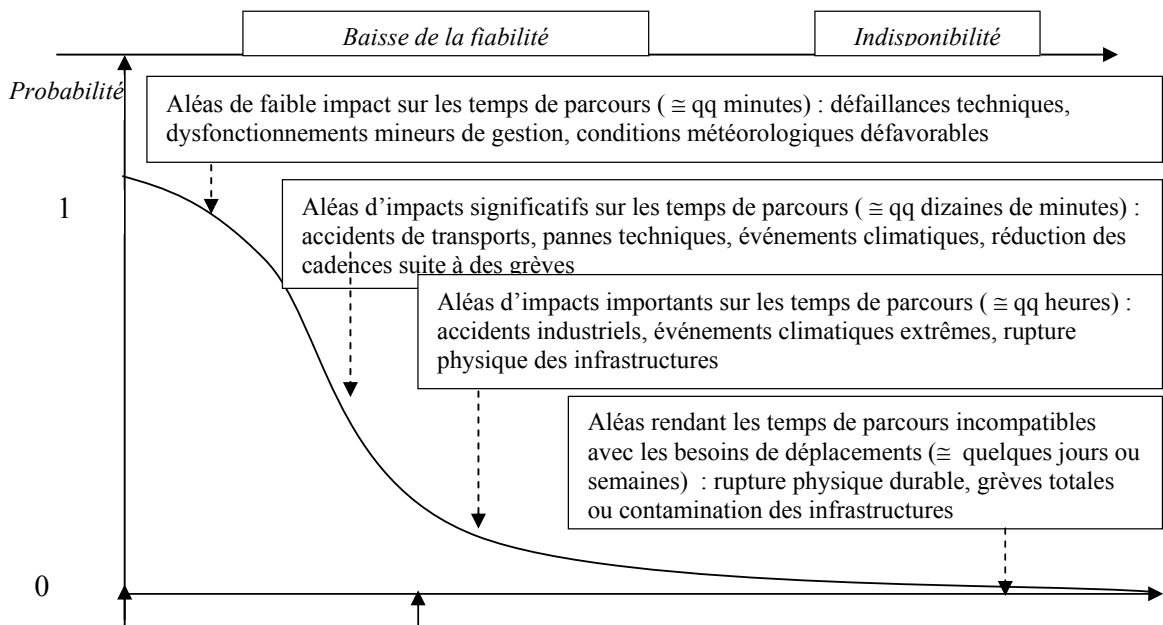 Baisse de la fiabilité
Indisponibilité
Probabilité
Aléas de faible impact sur les temps de parcours ( ≅ qq minutes) : défaillances techniques,
dysfonctionnements mineurs de gestion, conditions météorologiques défavorables
1
Aléas d’impacts significatifs sur les temps de parcours ( ≅ qq dizaines de minutes) :
accidents de transports, pannes techniques, événements climatiques, réduction des
cadences suite à des grèves
Aléas d’impacts importants sur les temps de parcours ( ≅ qq heures) :
accidents industriels, événements climatiques extrêmes, rupture
physique des infrastructures
Aléas rendant les temps de parcours incompatibles
avec les besoins de déplacements (≅ quelques jours ou
semaines) : rupture physique durable, grèves totales
ou contamination des infrastructures
0